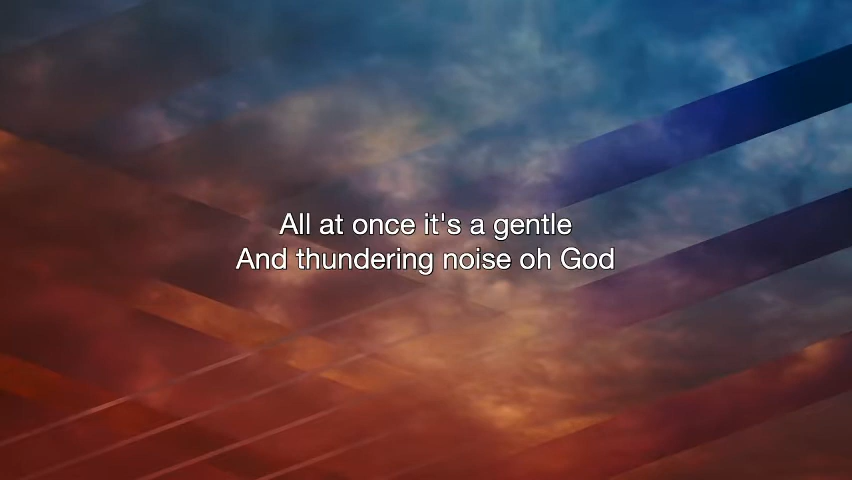 All at once it's a gentle
And thundering noise oh God